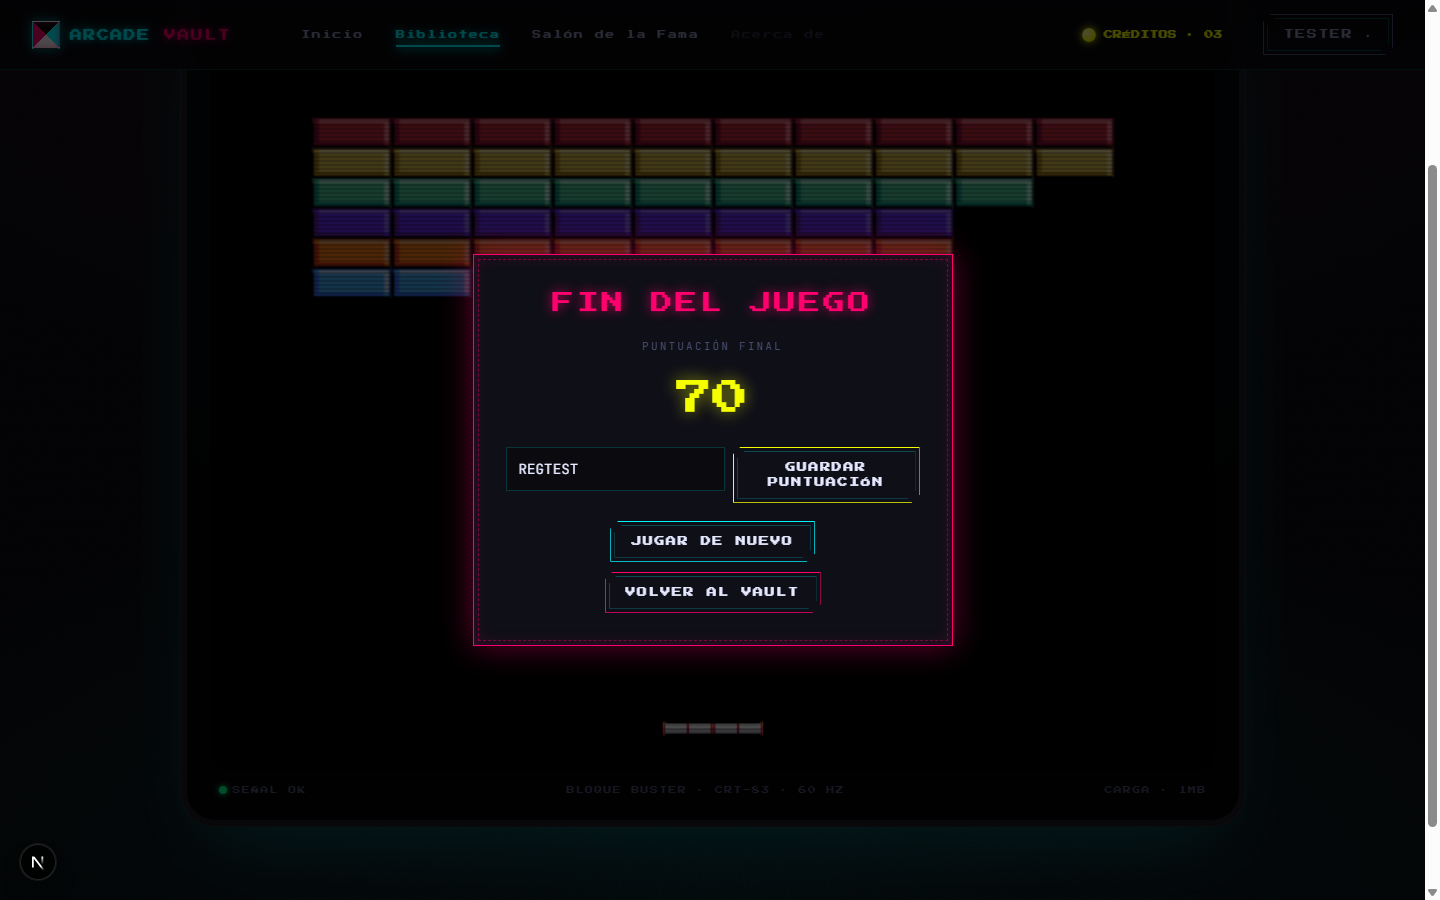 ARCADE VAULT
Inicio
Biblioteca
Salón de la Fama
Acerca de
CRéDITOS · 03
TESTER .
FIN DEL JUEGO
PUNTUACIÓN FINAL
70
REGTEST
GUARDAR
PUNTUACIóN
JUGAR DE NUEVO
VOLVER AL VAULT
SEñAL OK
BLOQUE BUSTER · CRT-83 · 60 HZ
CARGA · 1MB
N